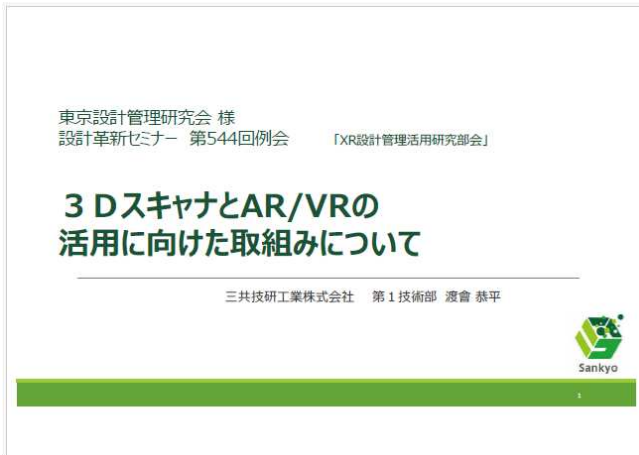 東京設計管理研究会 様
設計革新セミナー 第544回例会 「XR設計管理活用研究部会」
３DスキャナとAR/VRの
活用に向けた取組みについて
三共技研工業株式会社 第１技術部 渡會 恭平
Sankyo
1